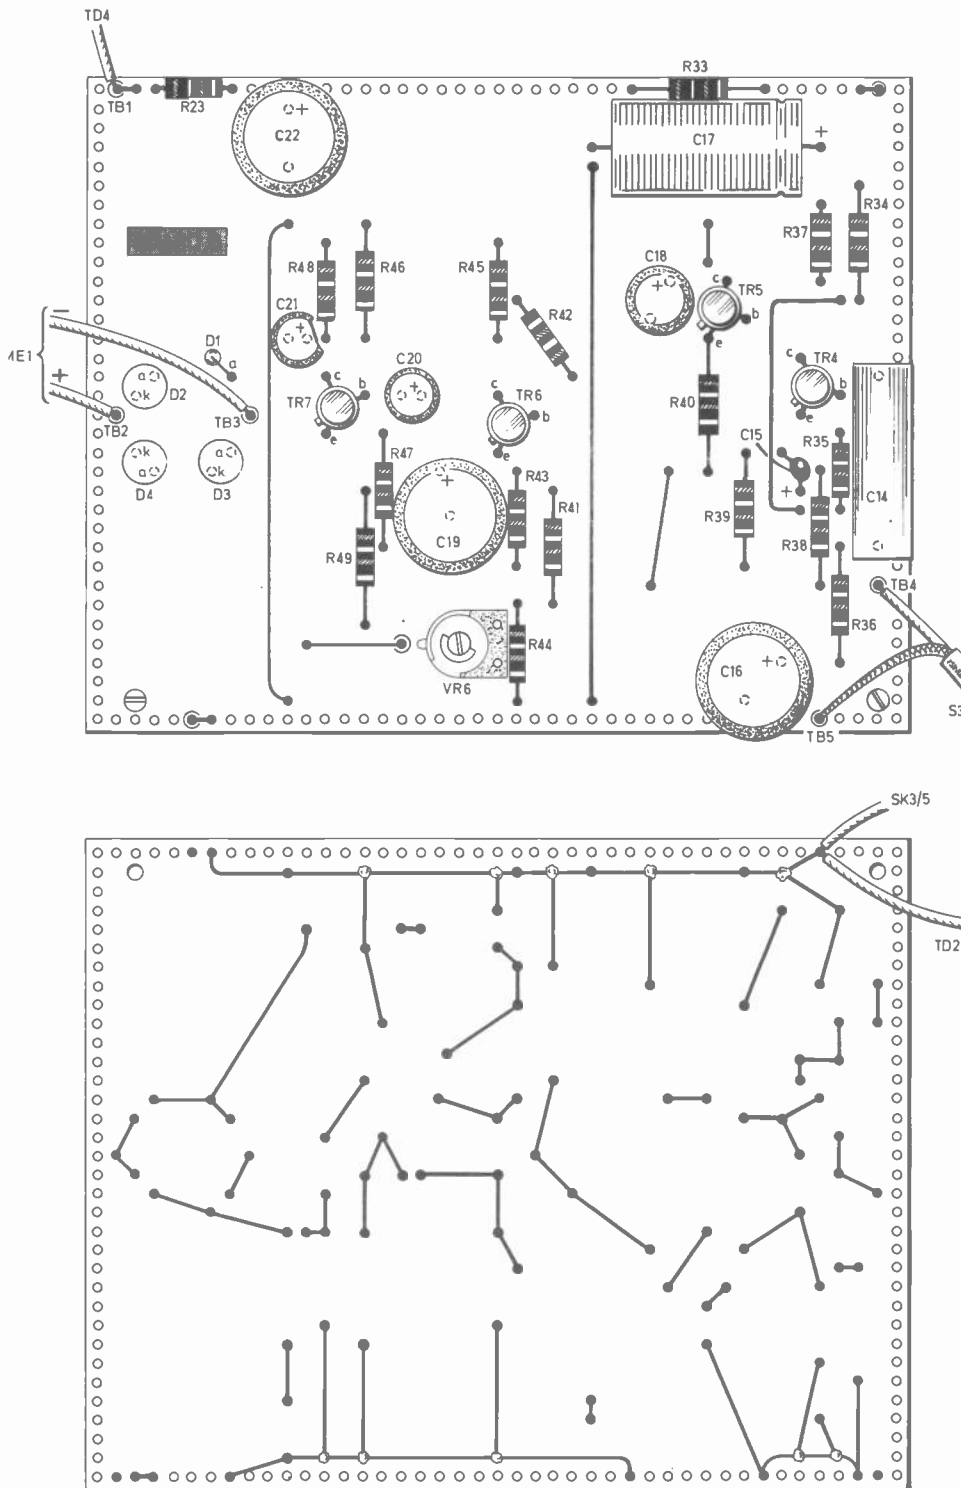 TD4
R33
TB1
R23
C22
C17
+
+
R37
R34
C18
R48
R46
R45
c
TR5
C21
b
R42
+
−
D1
a
C20
e
c
TR4
ME1
a
D2
c
b
c
+
k
TR7
TR6
b
R40
b
TB2
TB3
e
e
e
C15
R35
k
a
R47
R43
a
k
R41
+
C14
D4
D3
+
R39
R38
R49
C19
TB4
R36
R44
C16
+
VR6
S3
TB5
SK3/5
TD2